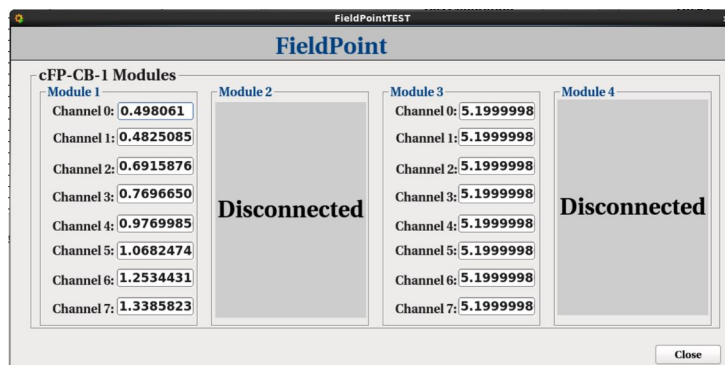 FieldPointTEST
FieldPoint
cFP-CB-1 Modules
Module 1
Channel 0: 0.498061
Channel 1: 0.4825085
Channel 2: 0.6915876
Channel 3: 0.7696650
Channel 4: 0.9769985
Channel 5: 1.0682474
Channel 6: 1.2534431
Channel 7: 1.3385823
Module 2
Disconnected
Module 3
Channel 0: 5.1999998
Channel 1: 5.1999998
Channel 2: 5.1999998
Channel 3: 5.1999998
Channel 4: 5.1999998
Channel 5: 5.1999998
Channel 6: 5.1999998
Channel 7: 5.1999998
Module 4
Disconnected
Close